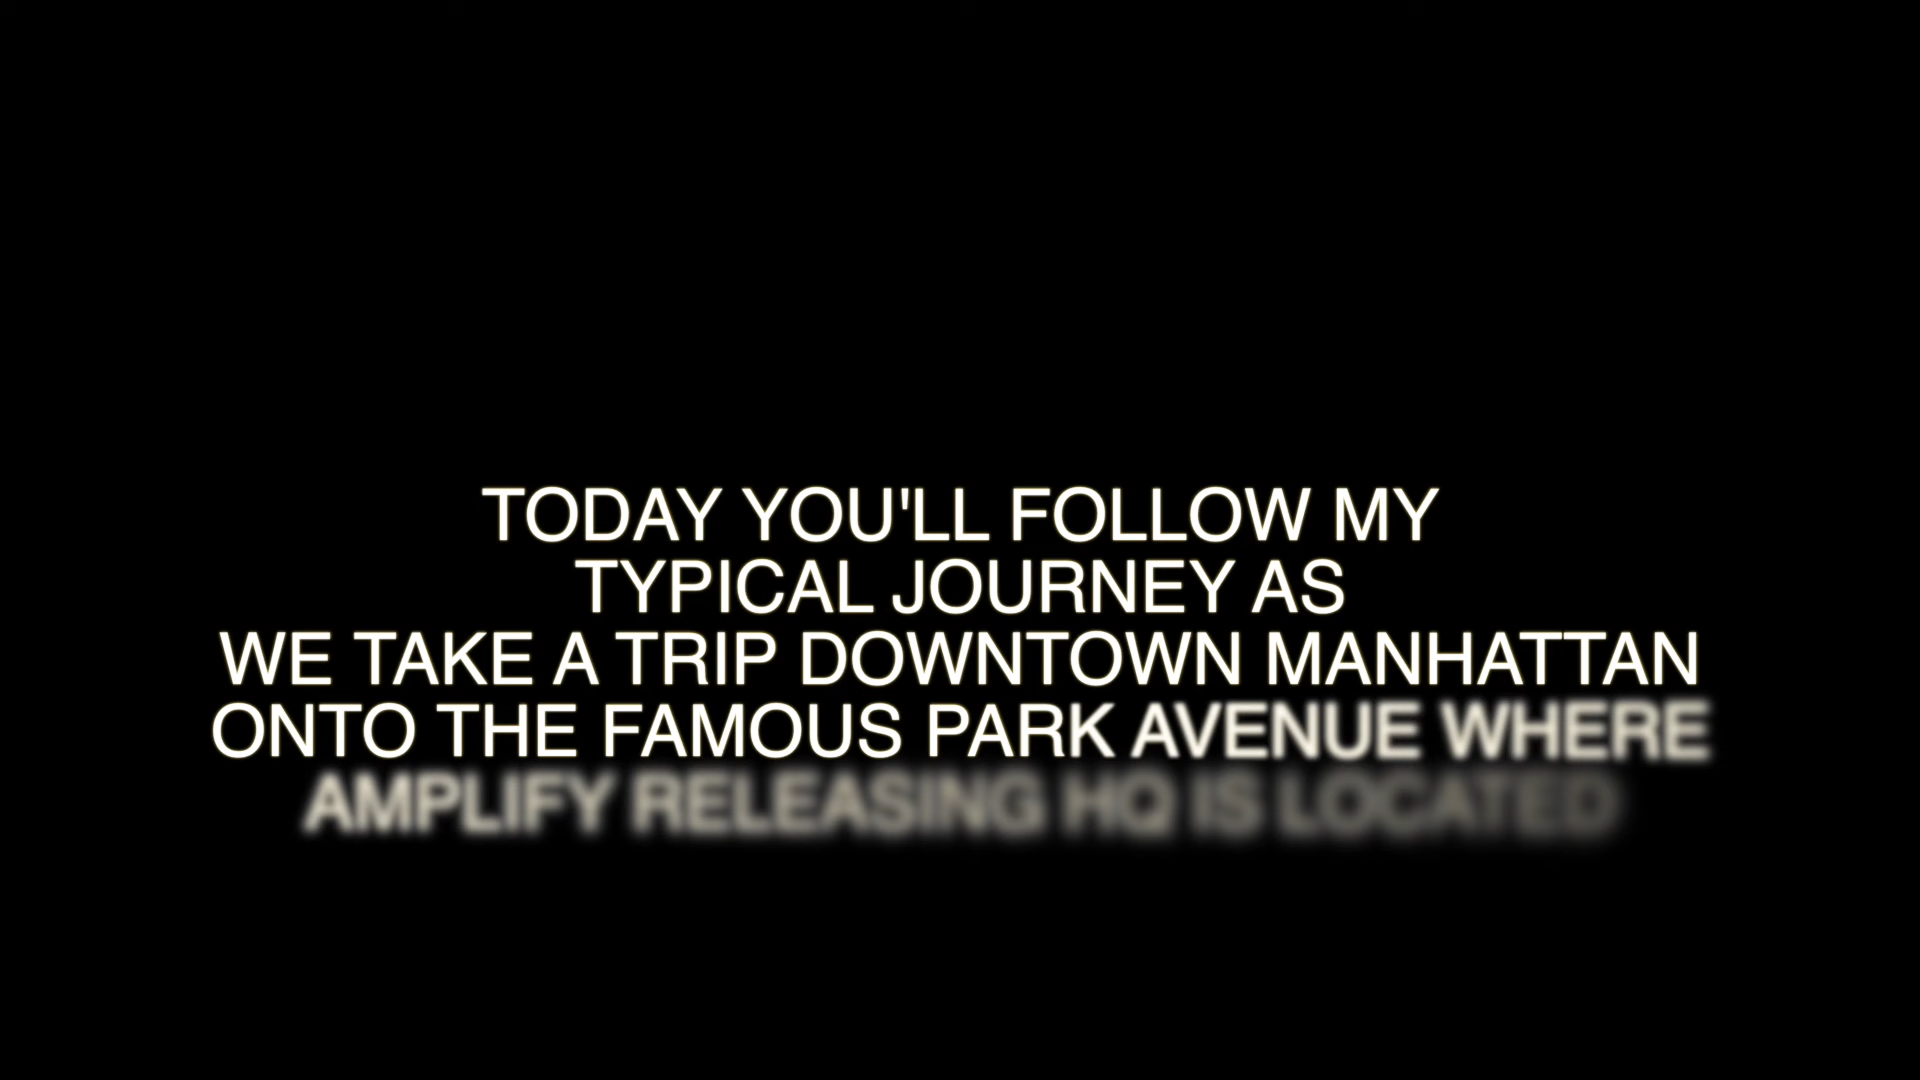 TODAY YOU'LL FOLLOW MY
TYPICAL JOURNEY AS
WE TAKE A TRIP DOWNTOWN MANHATTAN
ONTO THE FAMOUS PARK AVENUE WHERE
AMPLIFY RELEASING HQ IS LOCATED